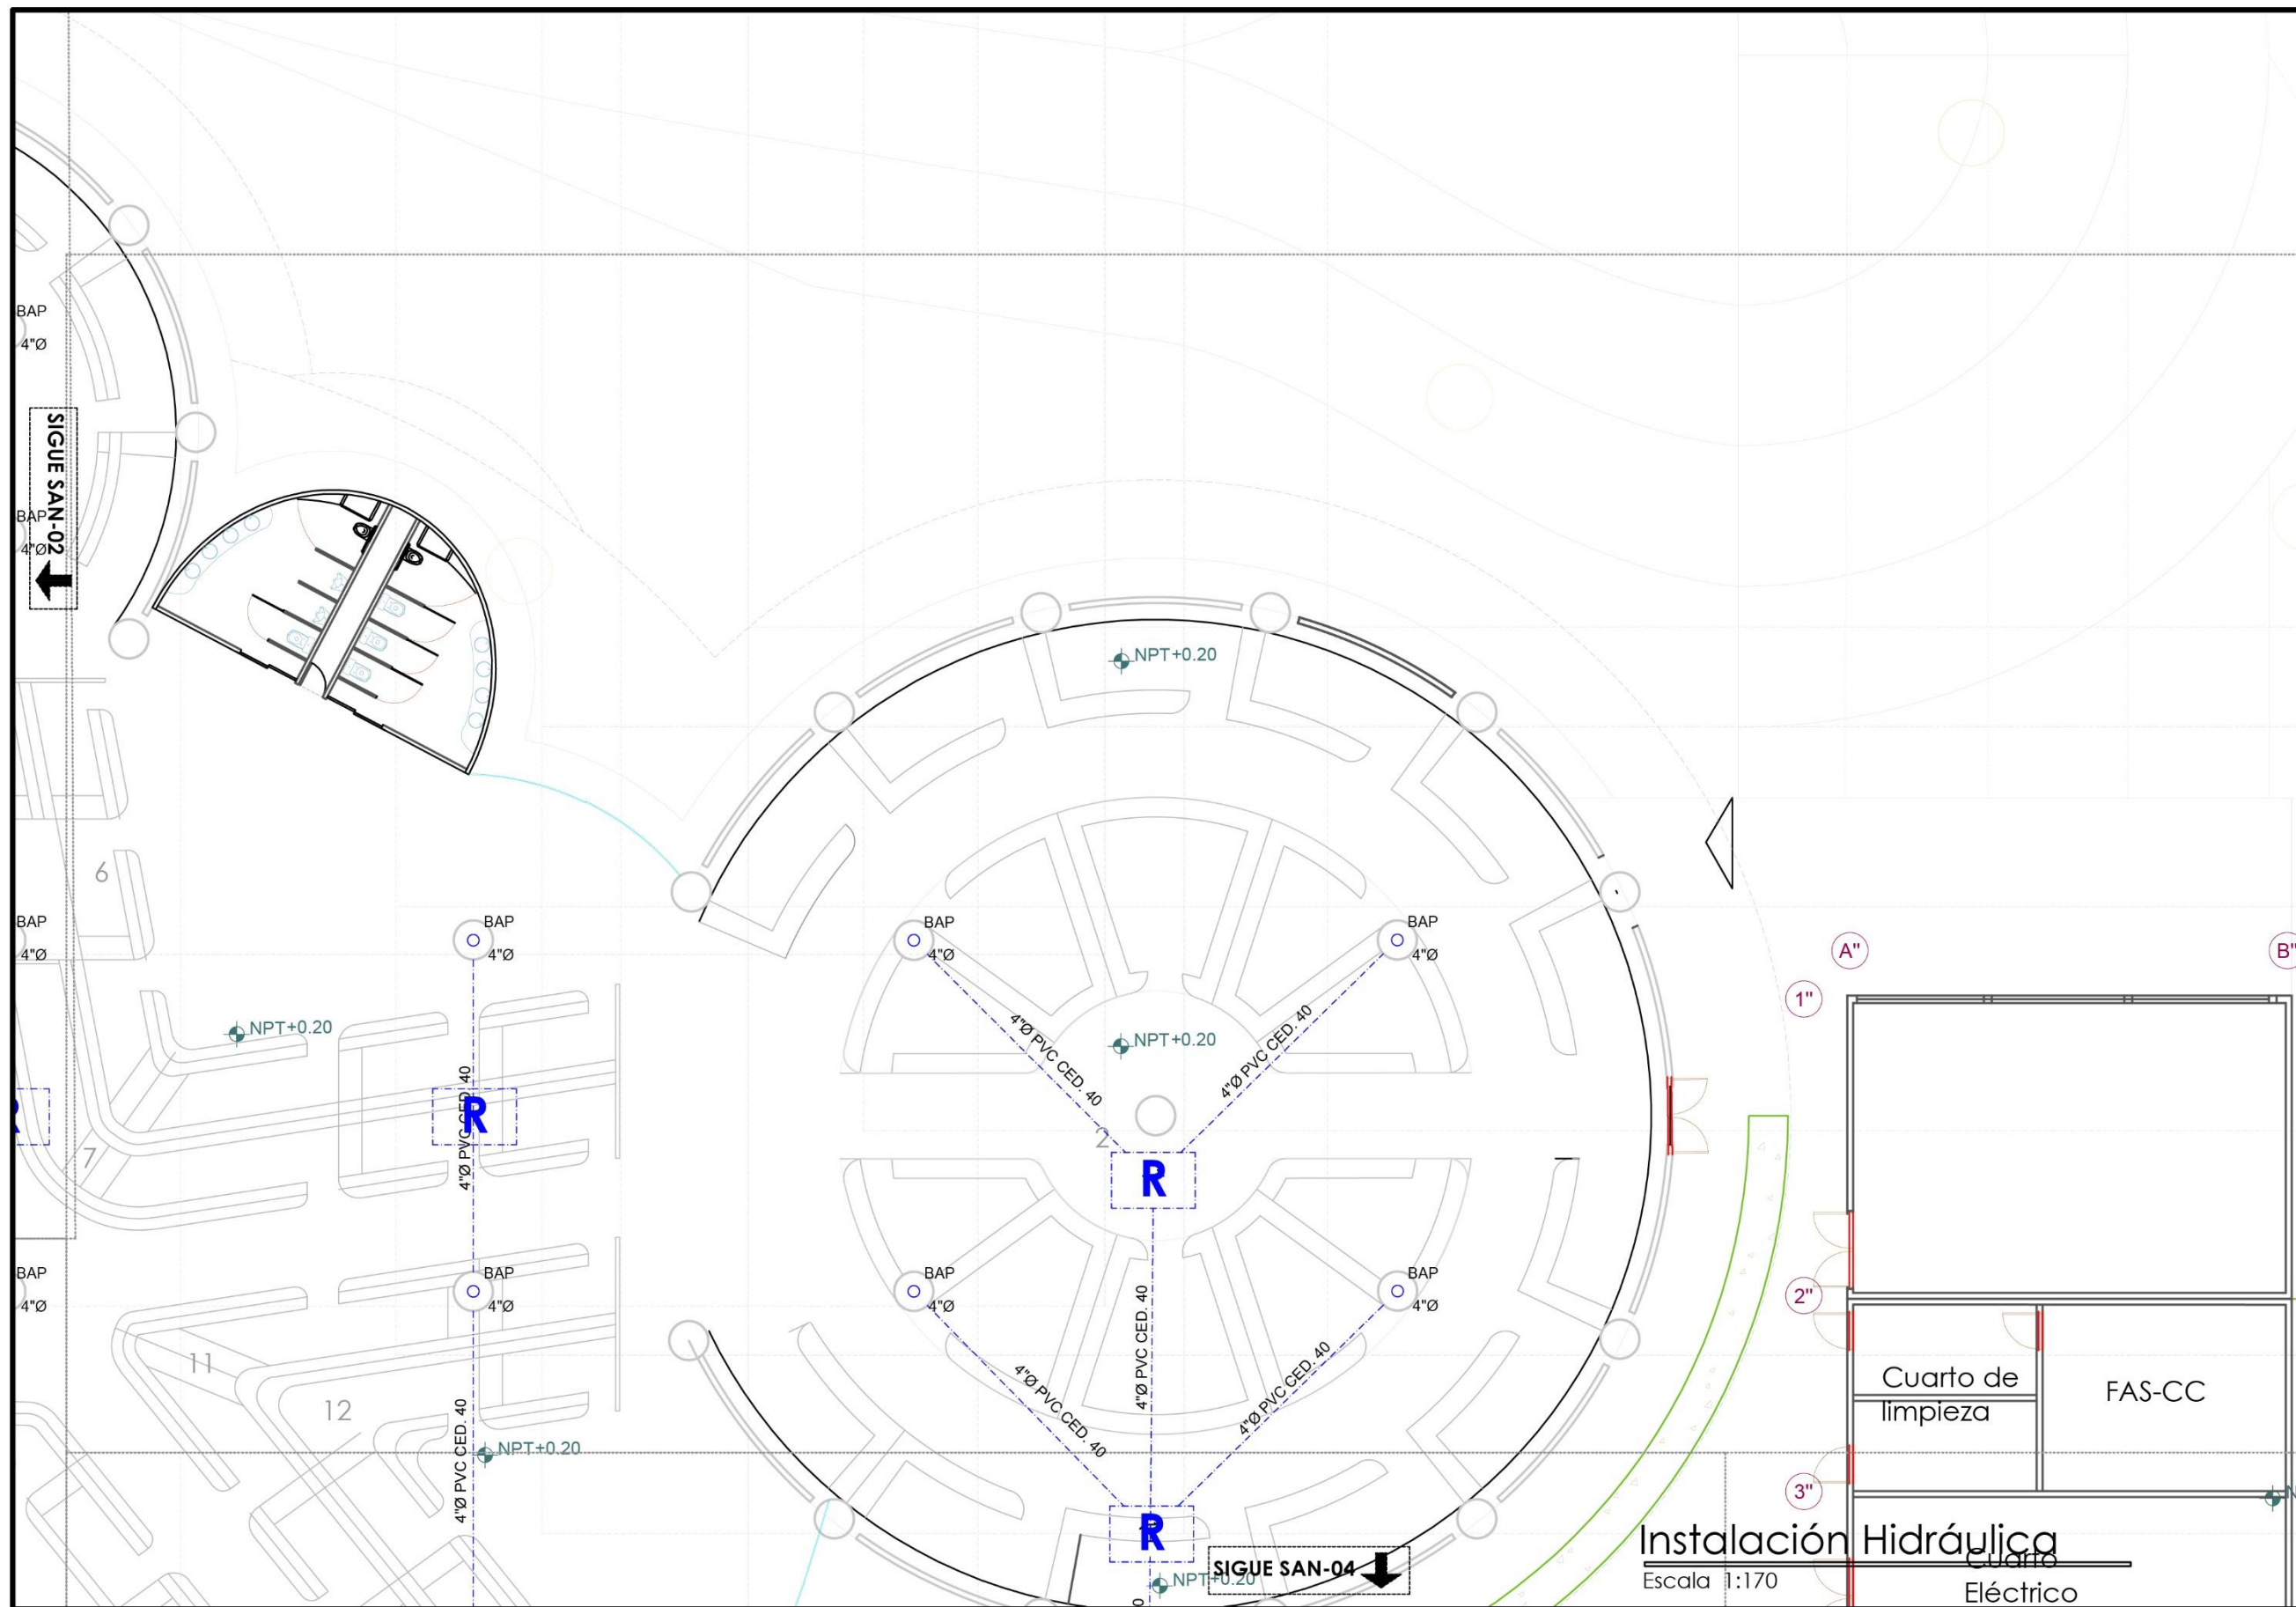 BAP
4"Ø
SIGUE SAN-02
BAP
4"Ø
NPT+0.20
6
BAP
4"Ø
BAP
4"Ø
BAP
4"Ø
BAP
4"Ø
A"
B"
1"
NPT+0.20
NPT+0.20
4"Ø PVC CED. 40
4"Ø PVC CED. 40
4"Ø PVC CED. 40
R
R
2
7
R
BAP
4"Ø
BAP
4"Ø
BAP
4"Ø
BAP
4"Ø
2"
11
12
4"Ø PVC CED. 40
4"Ø PVC CED. 40
4"Ø PVC CED. 40
4"Ø PVC CED. 40
Cuarto de
limpieza
FAS-CC
NPT+0.20
3"
R
Instalación Hidráulica
Escala 1:170
SIGUE SAN-04
NPT+0.20
Cuarto
Eléctrico